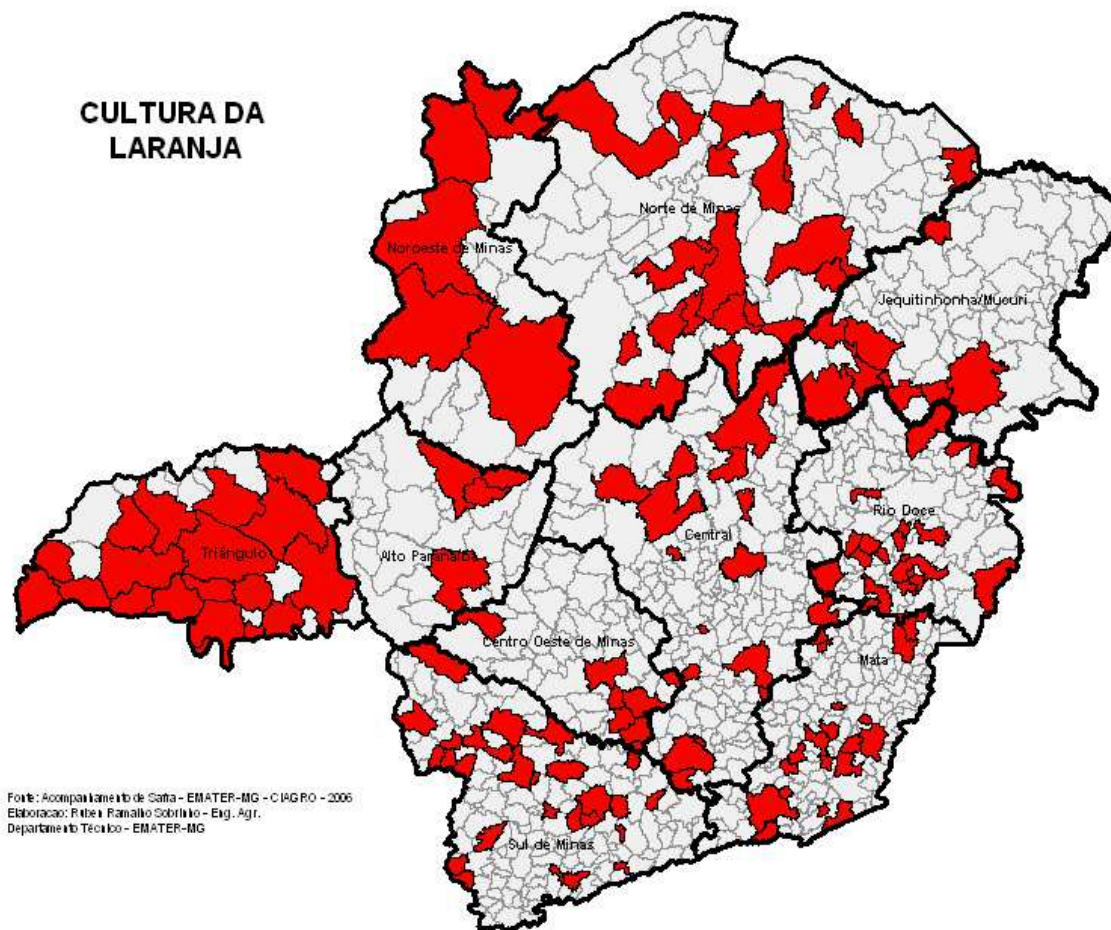 CULTURA DA
LARANJA
Norte de Minas
Noroeste de Minas
Jequitinhonha/Mucuri
Rio Doce
Central
Triângulo
Alto Paranaíba
Centro Oeste de Minas
Mata
Sul de Minas
Fonte: Acompanhamento de Safra - EMATER-MG - CIAGRO - 2006
Elaboracao: Ruben Ramalho Sobrinho - Eng. Agr.
Departamento Técnico - EMATER-MG